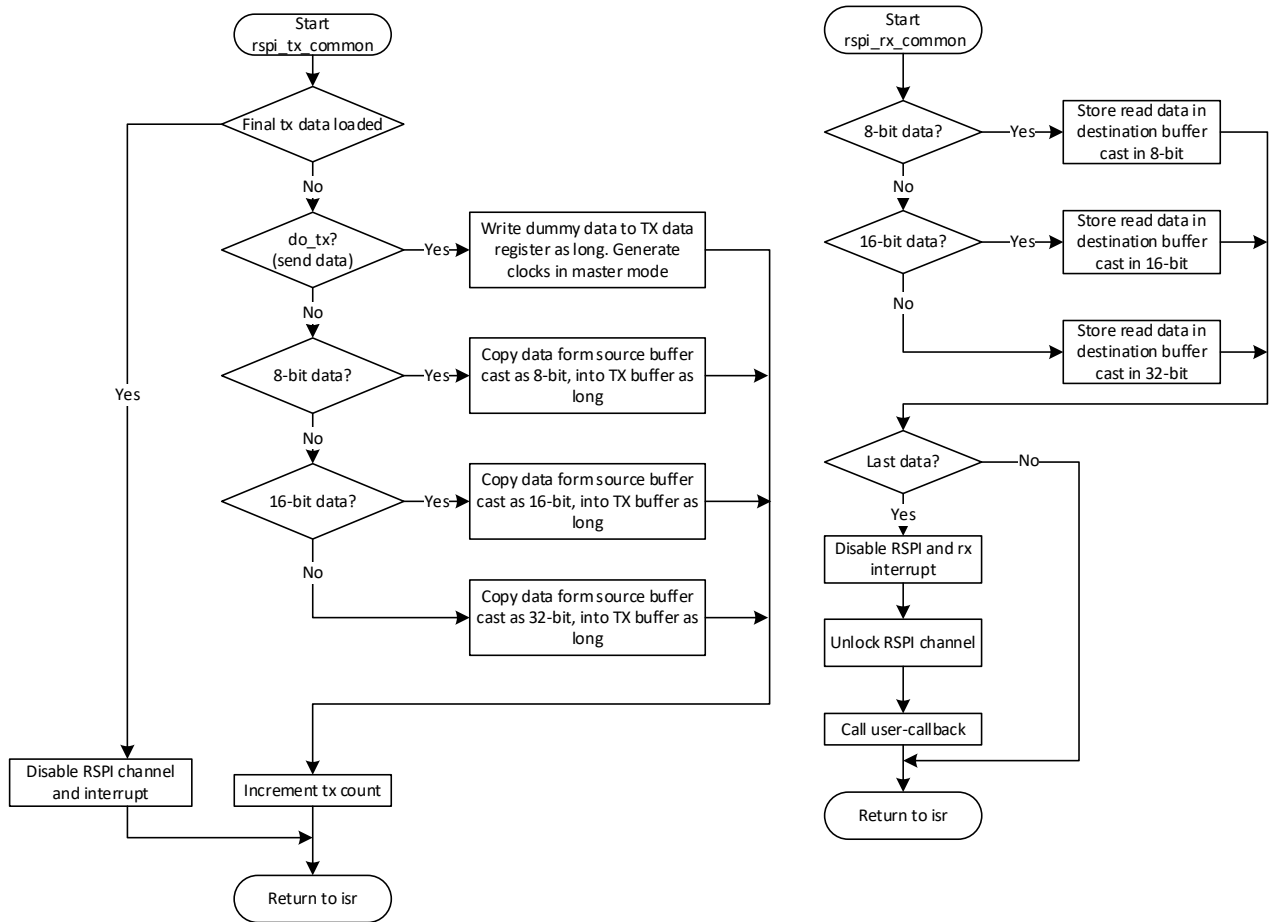 Start
rspi_tx_common
Final tx data loaded
No
do_tx?
(send data)
Yes
Write dummy data to TX data
register as long. Generate
clocks in master mode
No
8-bit data?
Yes
Copy data form source buffer
cast as 8-bit, into TX buffer as
long
Yes
No
16-bit data?
Yes
Copy data form source buffer
cast as 16-bit, into TX buffer as
long
No
Copy data form source buffer
cast as 32-bit, into TX buffer as
long
Disable RSPI channel
and interrupt
Increment tx count
Return to isr
Start
rspi_rx_common
8-bit data?
Yes
Store read data in
destination buffer
cast in 8-bit
No
16-bit data?
Yes
Store read data in
destination buffer
cast in 16-bit
No
Store read data in
destination buffer
cast in 32-bit
Last data?
No
Yes
Disable RSPI and rx
interrupt
Unlock RSPI channel
Call user-callback
Return to isr